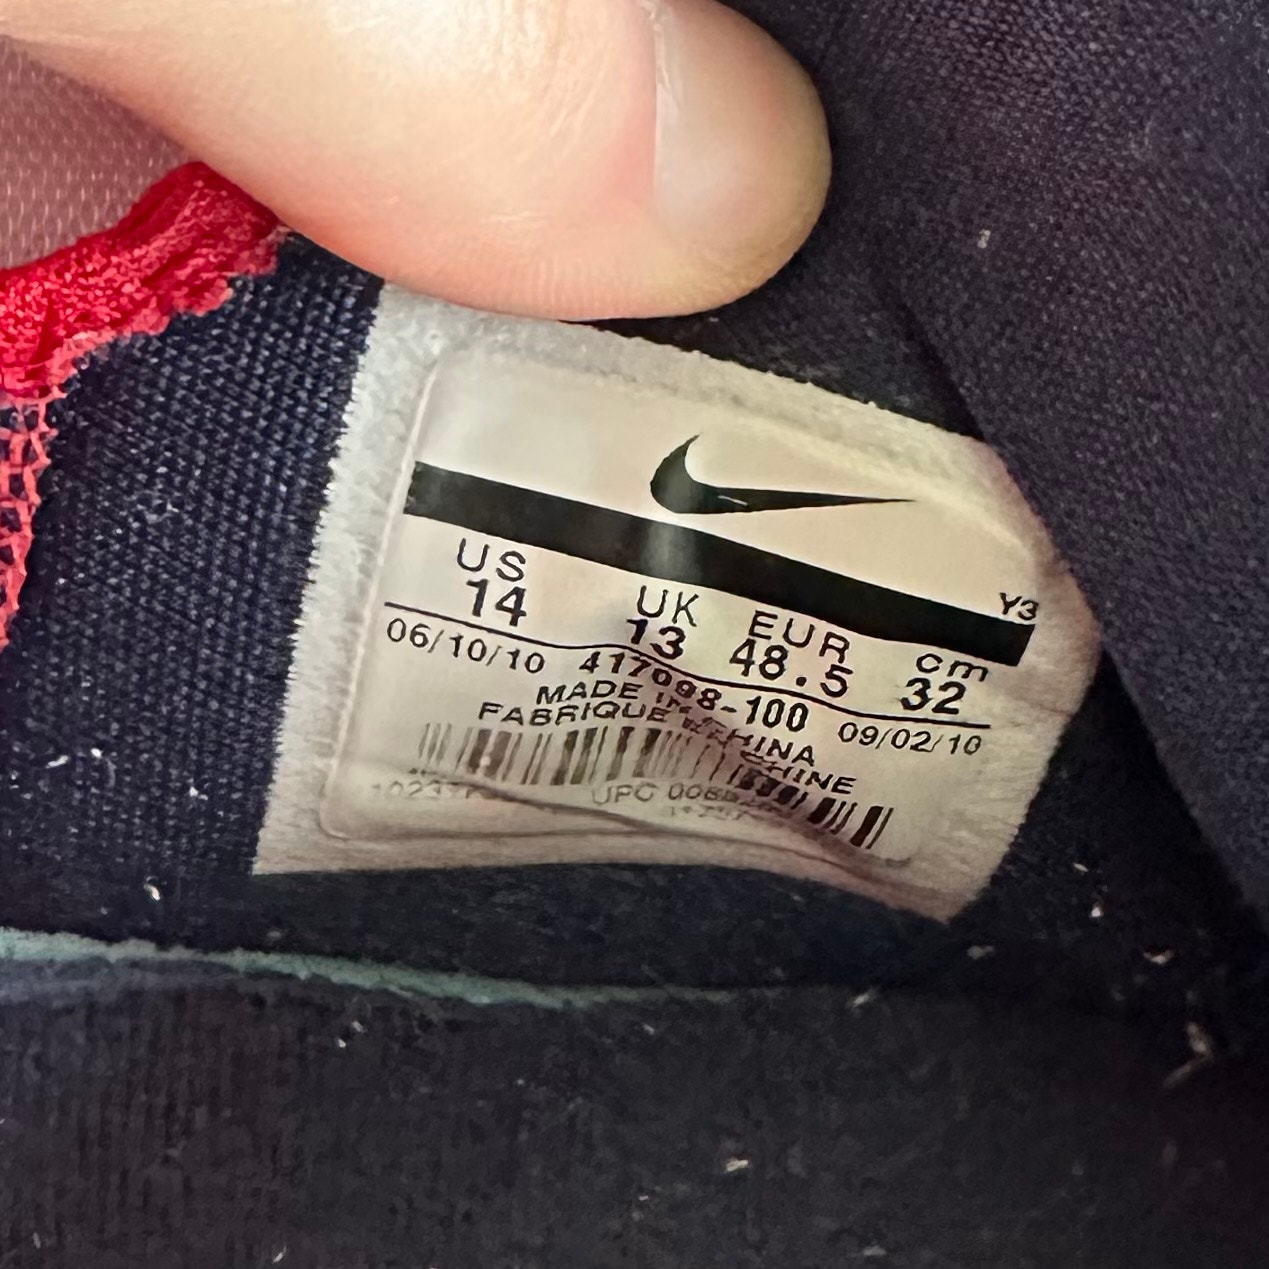 Y3
US UK EUR cm
14 13 48.5 32
06/10/10 417098-100 09/02/10
MADE IN CHINA
FABRIQUE CHINE
UPC